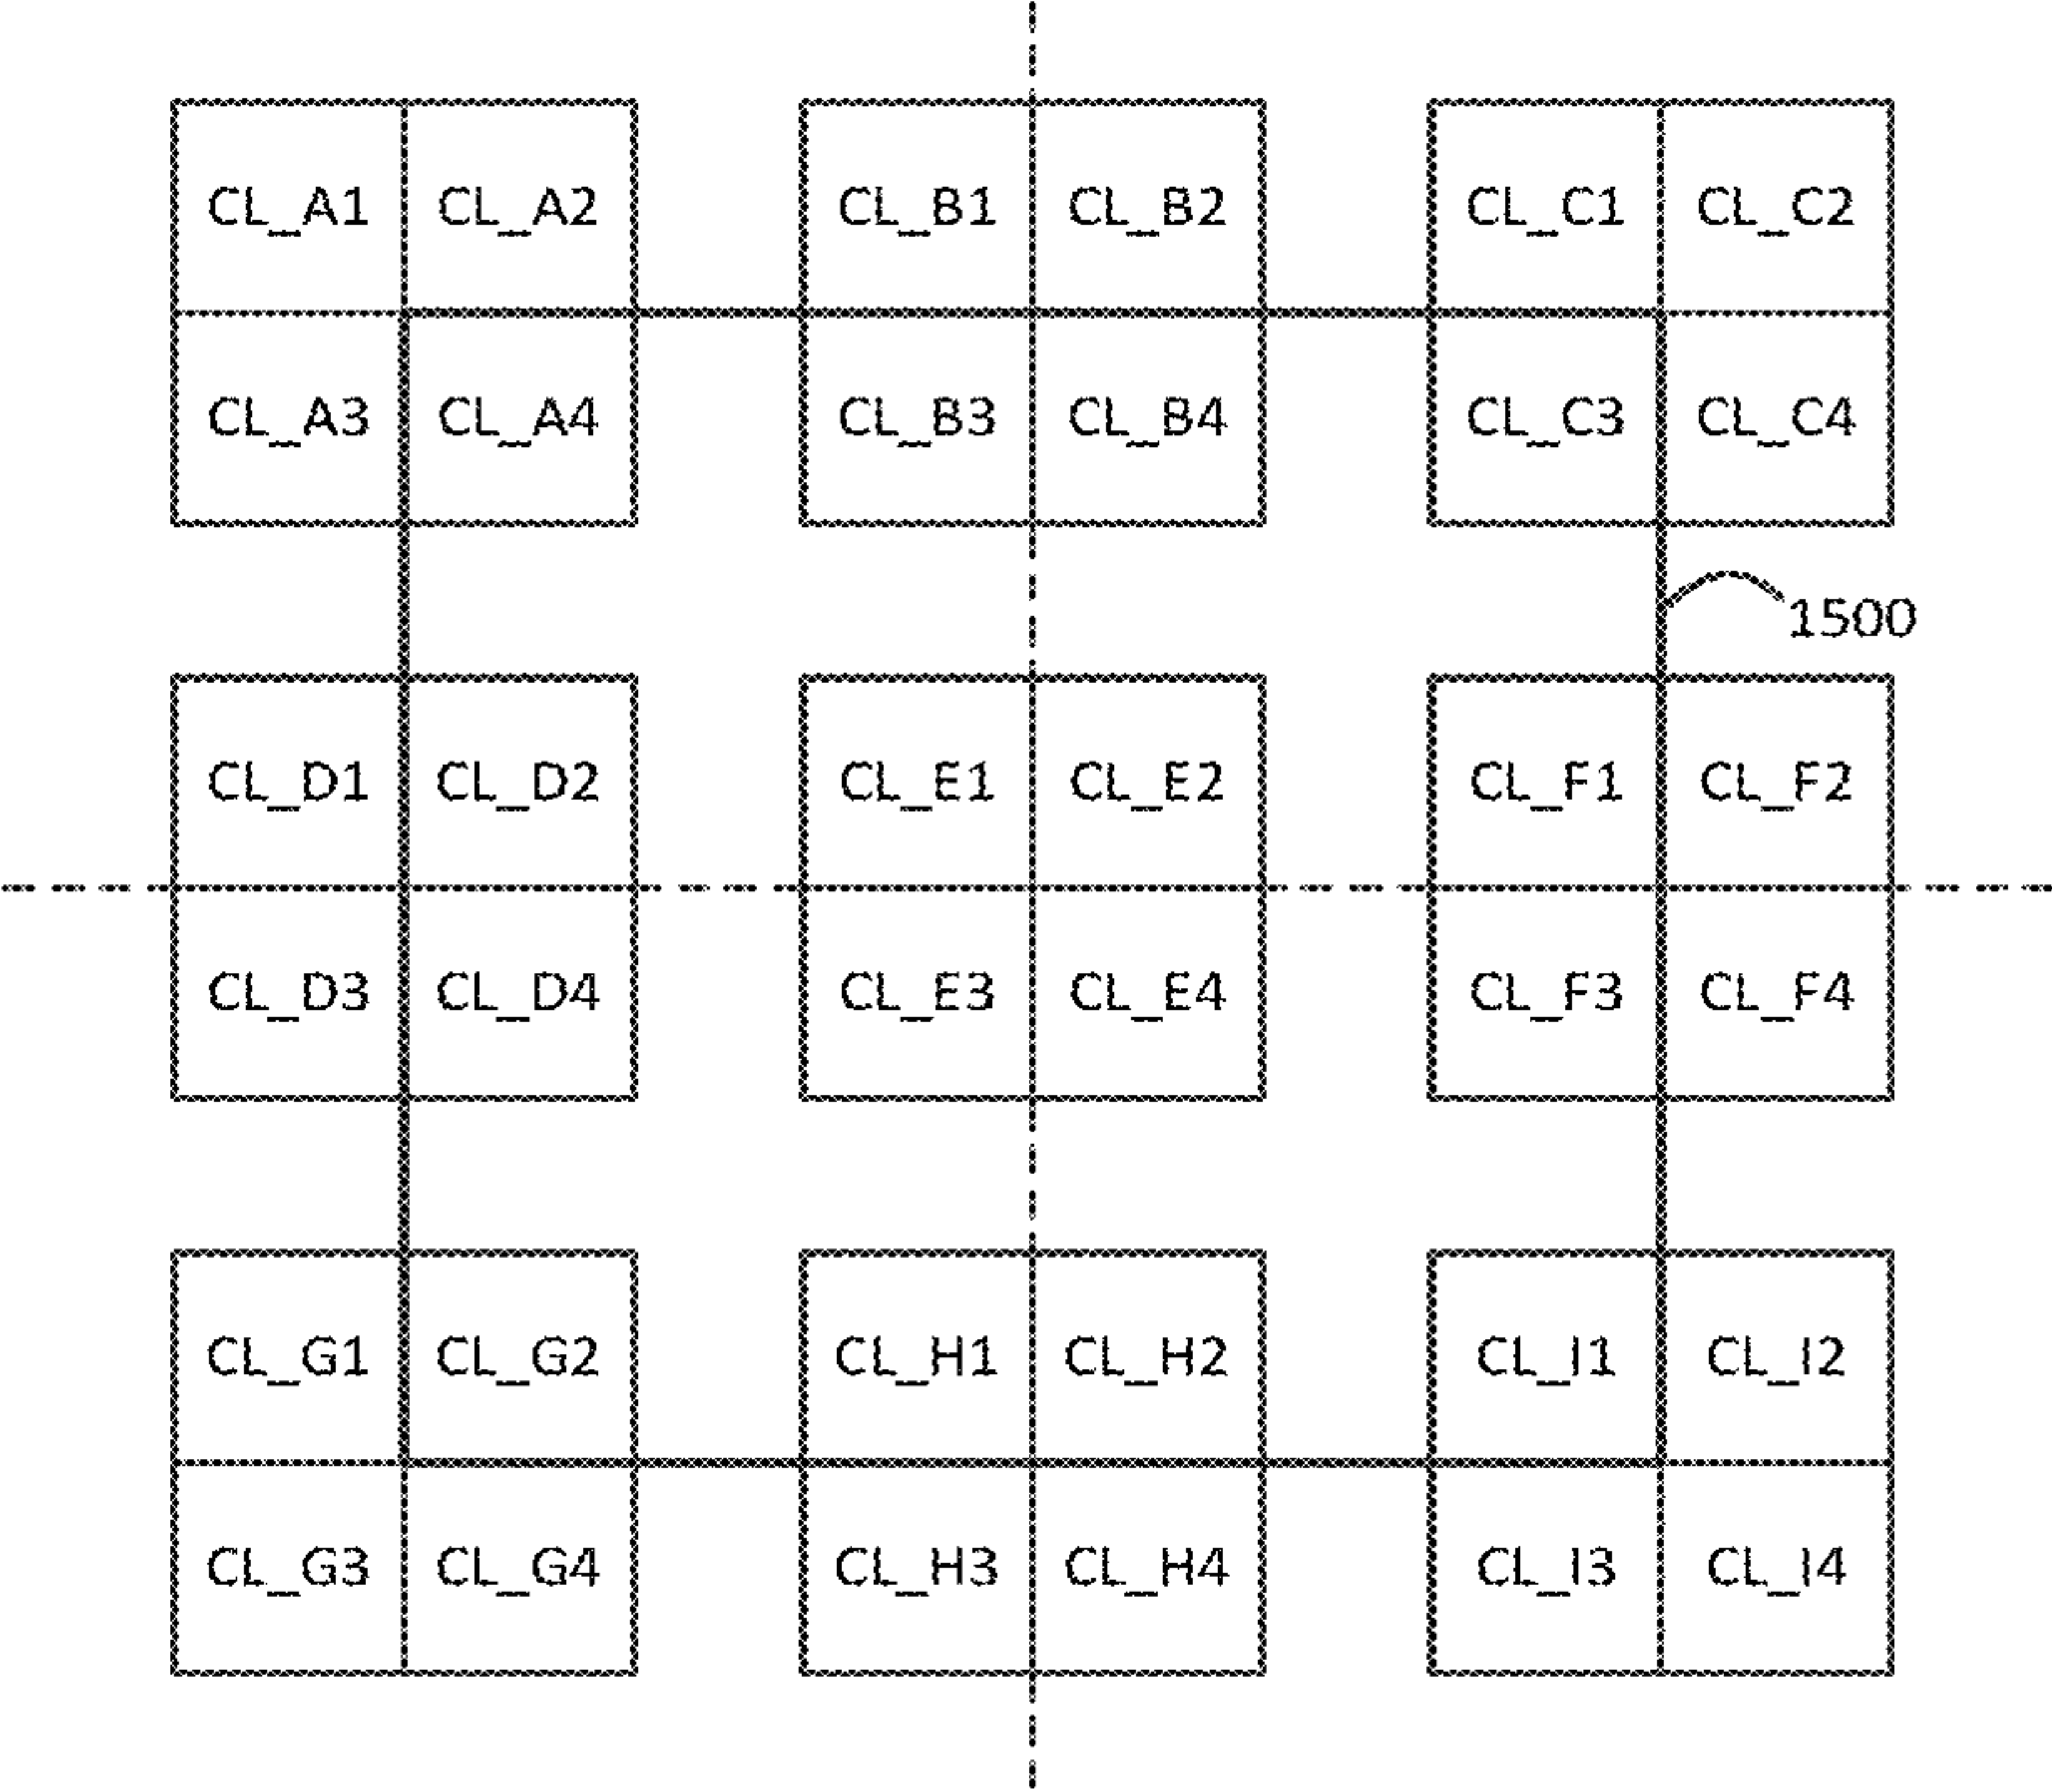 CL_A1 CL_A2 CL_B1 CL_B2 CL_C1 CL_C2
CL_A3 CL_A4 CL_B3 CL_B4 CL_C3 CL_C4
1500
CL_D1 CL_D2 CL_E1 CL_E2 CL_F1 CL_F2
CL_D3 CL_D4 CL_E3 CL_E4 CL_F3 CL_F4
CL_G1 CL_G2 CL_H1 CL_H2 CL_I1 CL_I2
CL_G3 CL_G4 CL_H3 CL_H4 CL_I3 CL_I4